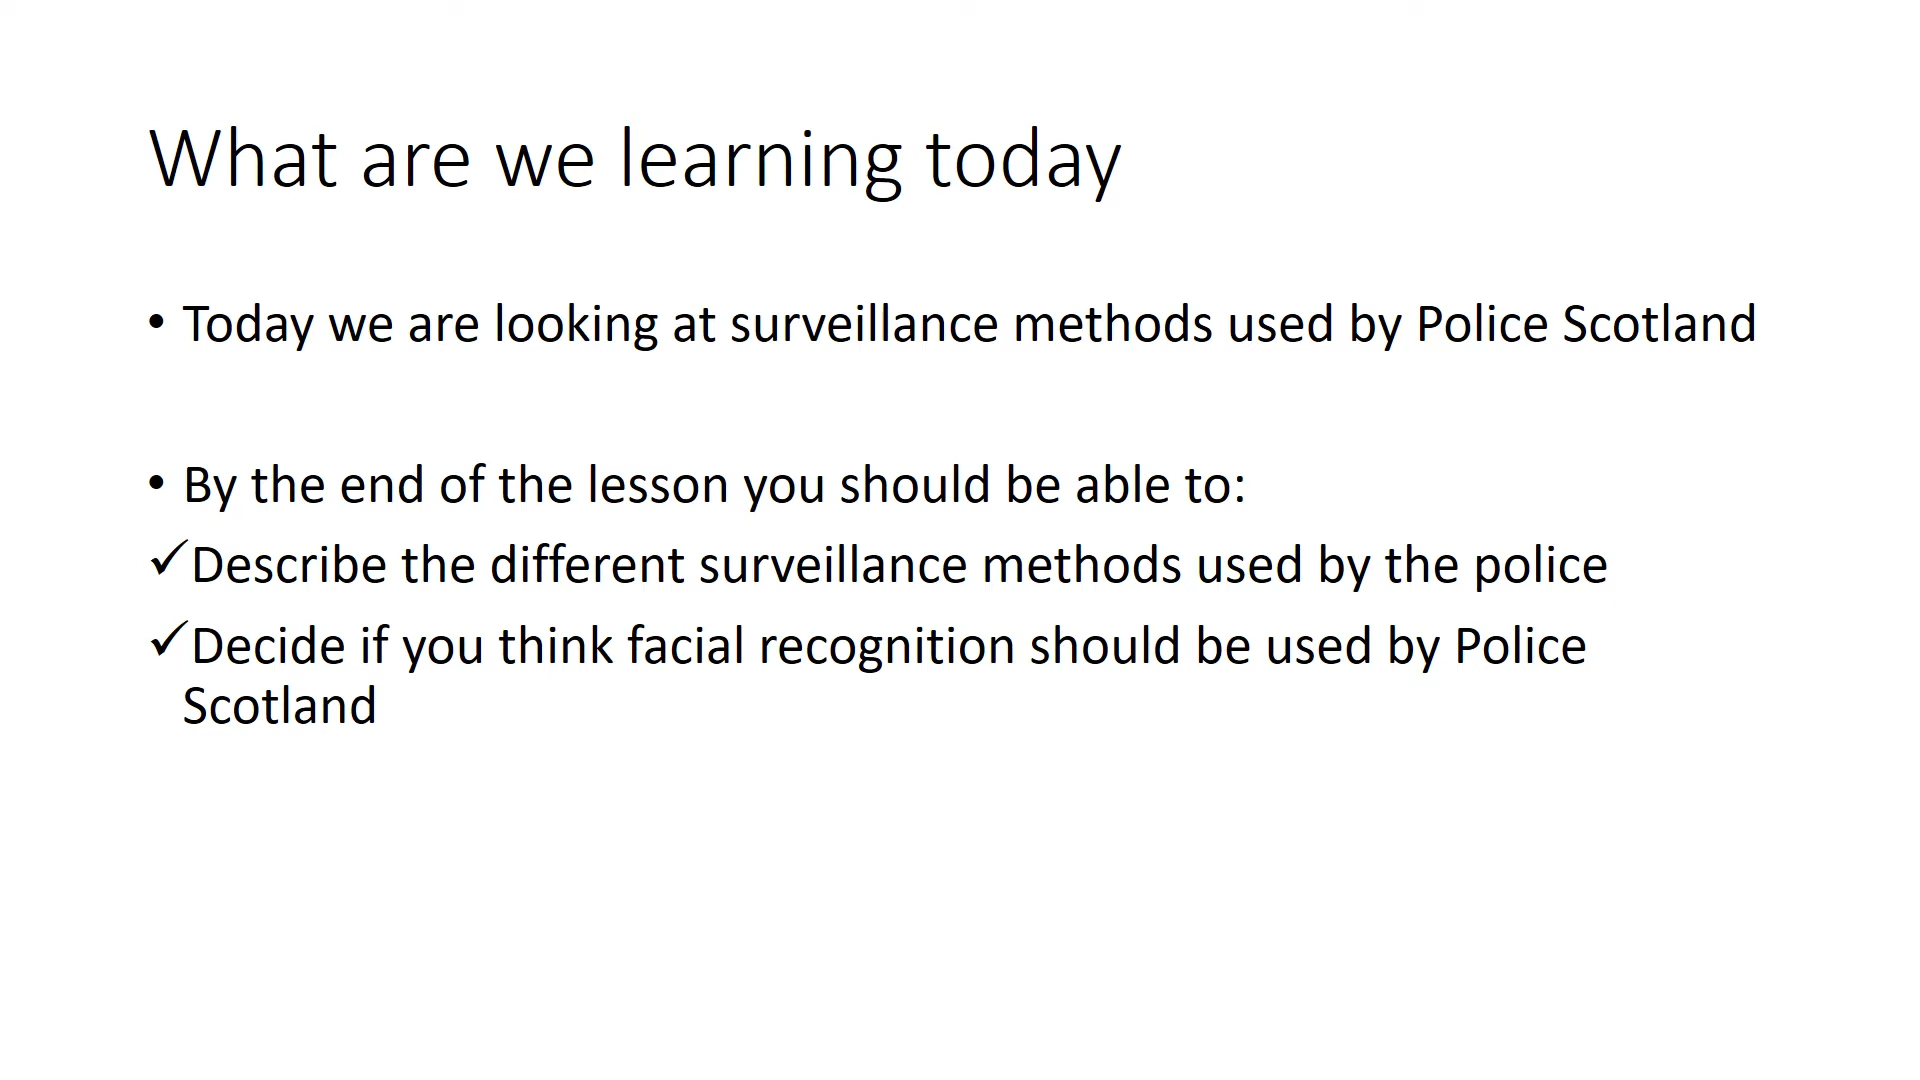 What are we learning today
• Today we are looking at surveillance methods used by Police Scotland
• By the end of the lesson you should be able to:
✓Describe the different surveillance methods used by the police
✓Decide if you think facial recognition should be used by Police
Scotland